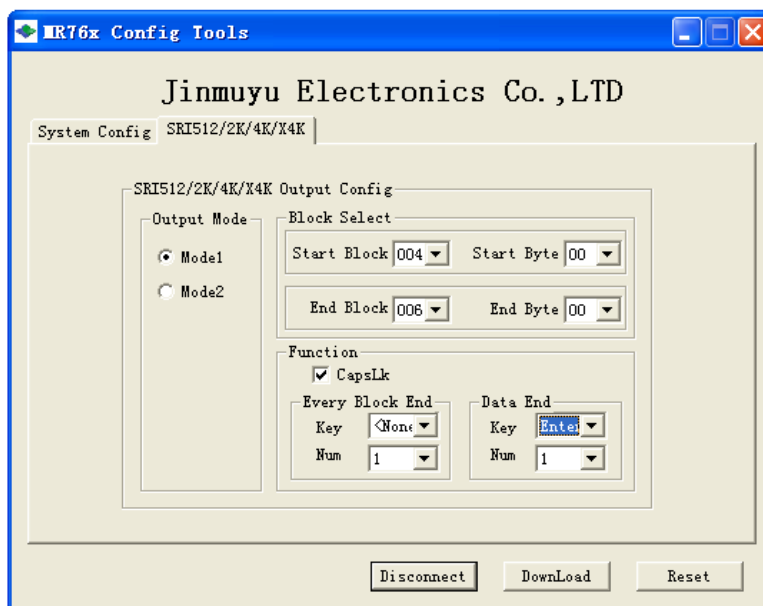 MR76x Config Tools
Jinmuyu Electronics Co.,LTD
System Config SRI512/2K/4K/X4K
SRI512/2K/4K/X4K Output Config
Output Mode Block Select
Mode1 Start Block 004 Start Byte 00
Mode2 End Block 006 End Byte 00
Function
CapsLk
Every Block End Data End
Key <None Key Enter
Num 1 Num 1
Disconnect DownLoad Reset